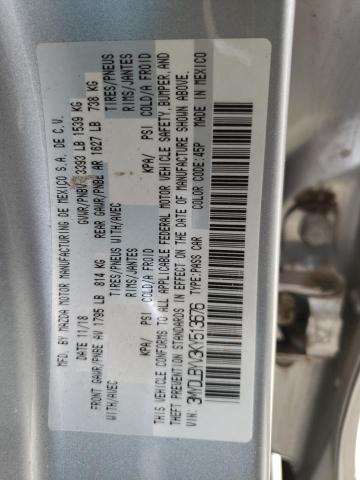 MFD. BY MAZDA MOTOR MANUFACTURING DE MEXICO S.A. DE C.V.
DATE 11/18 GVWR/PNBV 3393 LB 1539 KG
FRONT GAWR/PNBE AV 1795 LB 814 KG REAR GAWR/PNBE AR 1627 LB 738 KG
WITH/AVEC TIRES/PNEUS WITH/AVEC TIRES/PNEUS
RIMS/JANTES RIMS/JANTES
KPA/ PSI COLD/A FROID KPA/ PSI COLD/A FROID
THIS VEHICLE CONFORMS TO ALL APPLICABLE FEDERAL MOTOR VEHICLE SAFETY, BUMPER, AND
THEFT PREVENTION STANDARDS IN EFFECT ON THE DATE OF MANUFACTURE SHOWN ABOVE.
VIN: 3MYDLBYV3KY513676 TYPE:PASS CAR COLOR CODE:45P MADE IN MEXICO